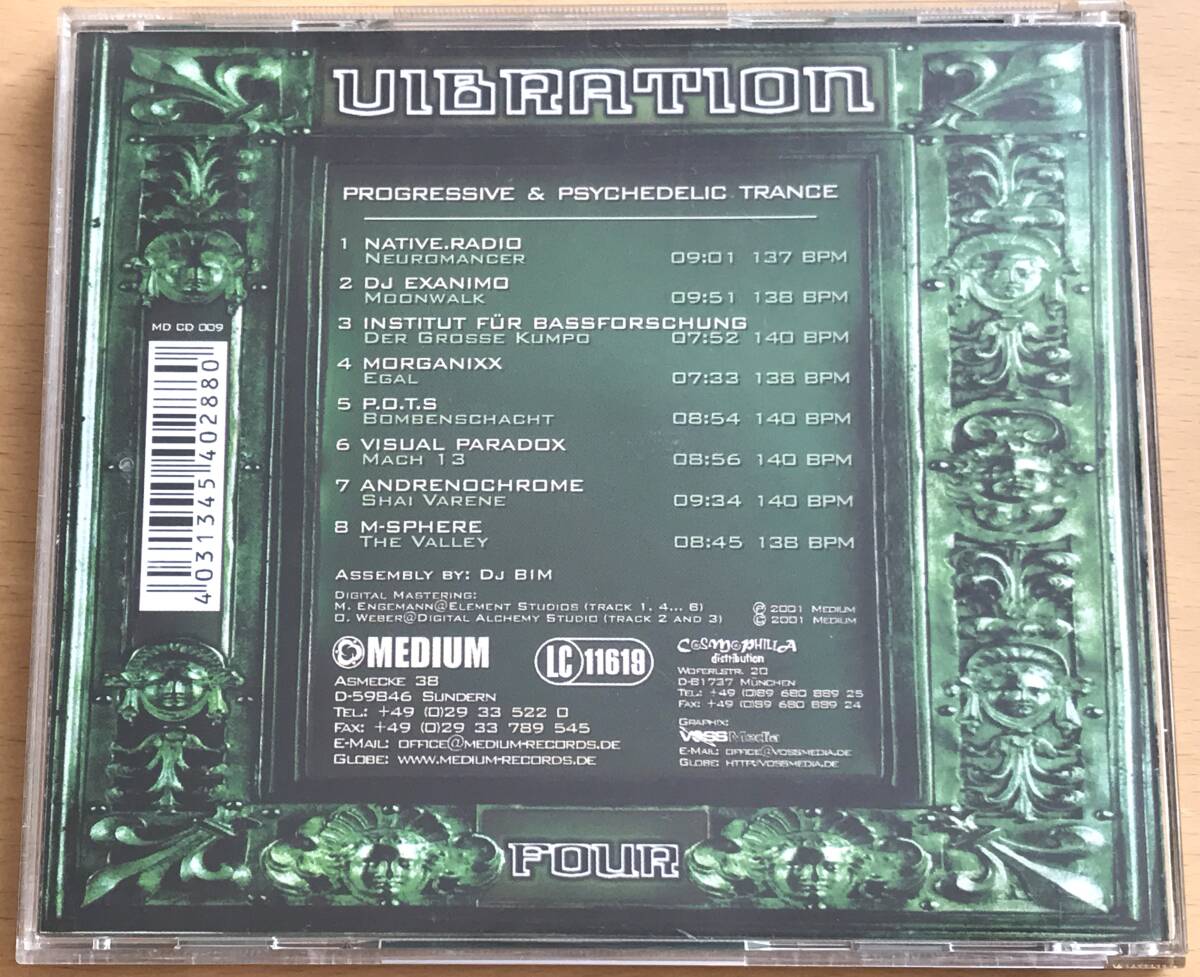 VIBRATION
PROGRESSIVE & PSYCHEDELIC TRANCE
1 NATIVE.RADIO
NEUROMANCER 09:01 137 BPM
2 DJ EXANIMO
MOONWALK 09:51 138 BPM
3 INSTITUT FÜR BASSFORSCHUNG
DER GROSSE KUMPO 07:52 140 BPM
4 MORGANIXX
EGAL 07:33 138 BPM
5 P.O.T.S
BOMBENSCHACHT 08:54 140 BPM
6 VISUAL PARADOX
MACH 13 08:56 140 BPM
7 ANDRENOCHROME
SHAI VARENE 09:34 140 BPM
8 M-SPHERE
THE VALLEY 08:45 138 BPM
ASSEMBLY BY: DJ BIM
DIGITAL MASTERING:
M. ENGEMANN@ELEMENT STUDIOS (TRACK 1, 4... 8)
O. WEBER@DIGITAL ALCHEMY STUDIO (TRACK 2 AND 3)
℗ 2001 MEDIUM
© 2001 MEDIUM
MEDIUM
ASMECKE 38
D-59846 SUNDERN
TEL: +49 (0)29 33 522 0
FAX: +49 (0)29 33 789 545
E-MAIL: OFFICE@MEDIUM-RECORDS.DE
GLOBE: WWW.MEDIUM-RECORDS.DE
LC 11619
COSMOPHILIA
distribution
WOFERLSTR. 20
D-81737 MÜNCHEN
TEL: +49 (0)89 680 889 25
FAX: +49 (0)89 680 889 24
GRAPHIX:
VOSSMedia
E-MAIL: OFFICE@VOSSMEDIA.DE
GLOBE: HTTP://VOSSMEDIA.DE
FOUR
MD CD 009
4 031345 402880